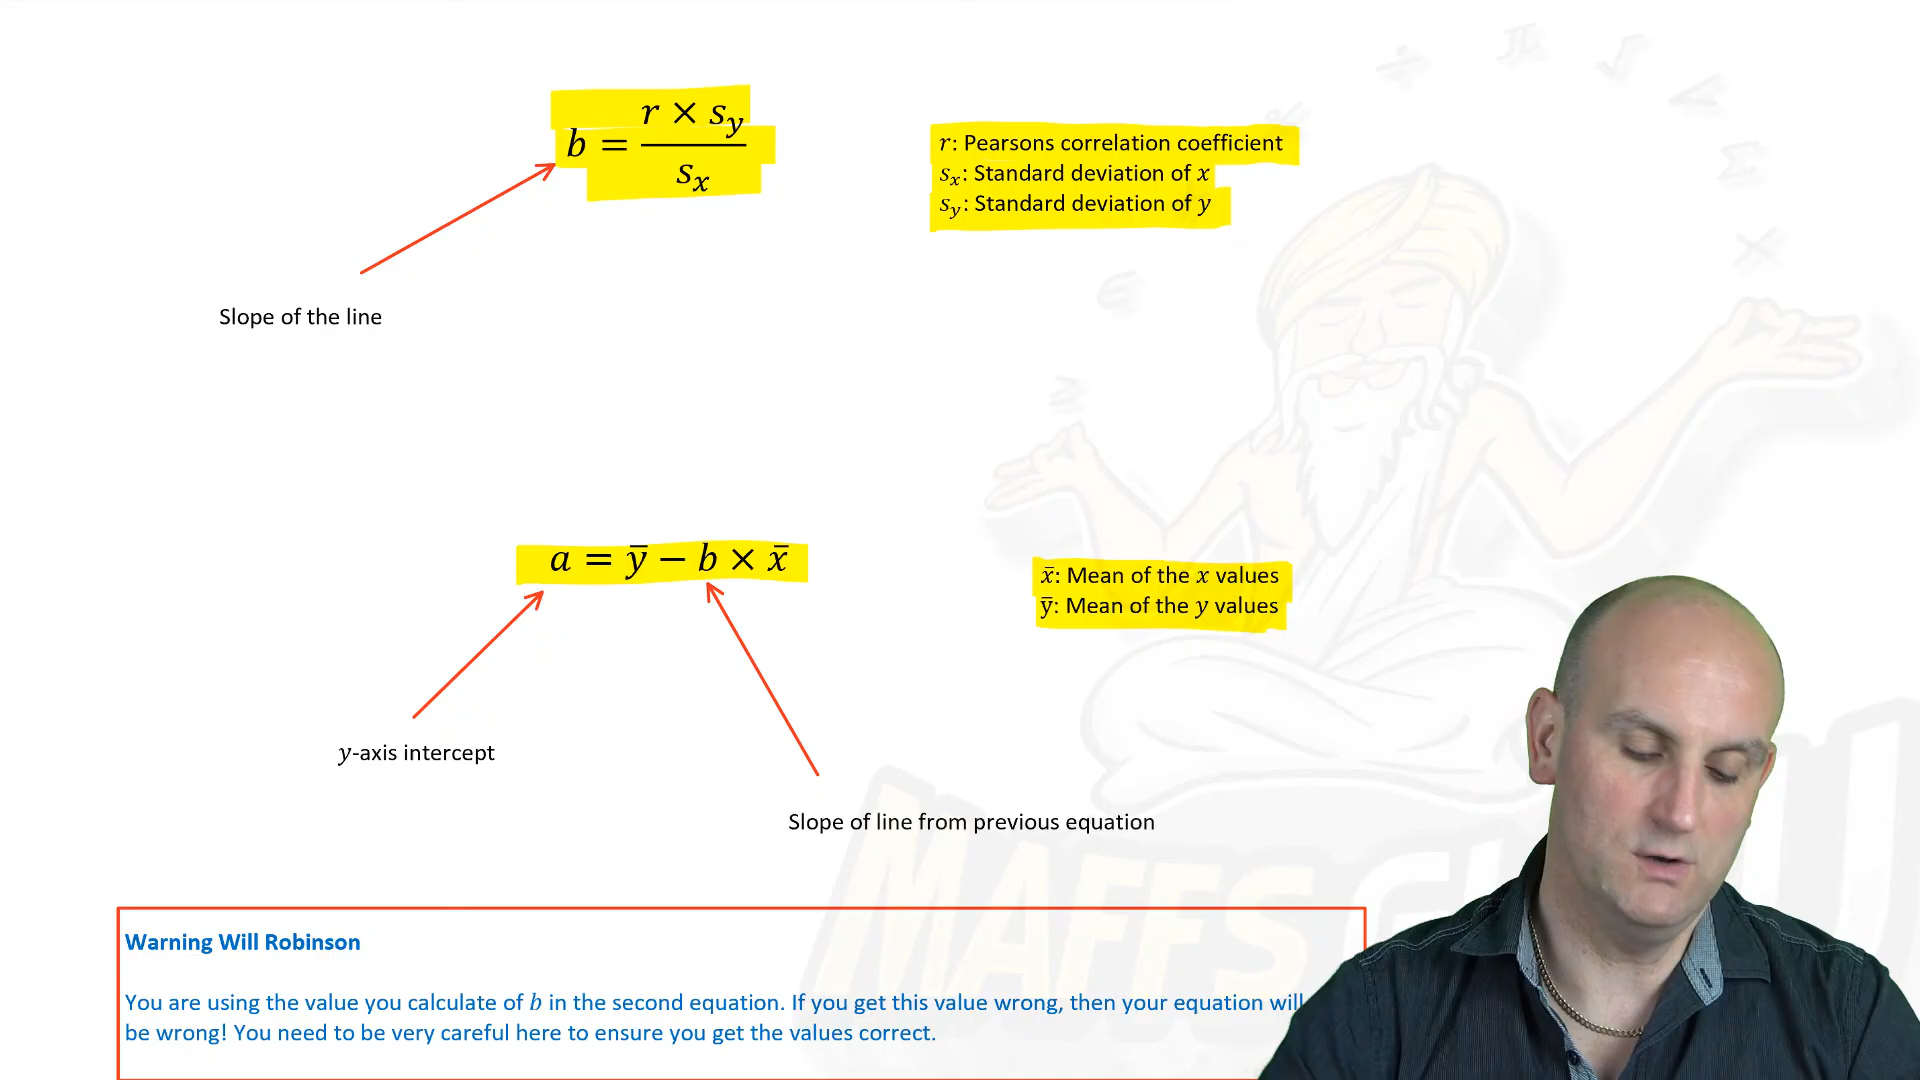 b = r × s_y / s_x
r: Pearsons correlation coefficient
s_x: Standard deviation of x
s_y: Standard deviation of y
Slope of the line
a = ȳ − b × x̄
x̄: Mean of the x values
ȳ: Mean of the y values
y-axis intercept
Slope of line from previous equation
MAFFS
Warning Will Robinson
You are using the value you calculate of b in the second equation. If you get this value wrong, then your equation will
be wrong! You need to be very careful here to ensure you get the values correct.